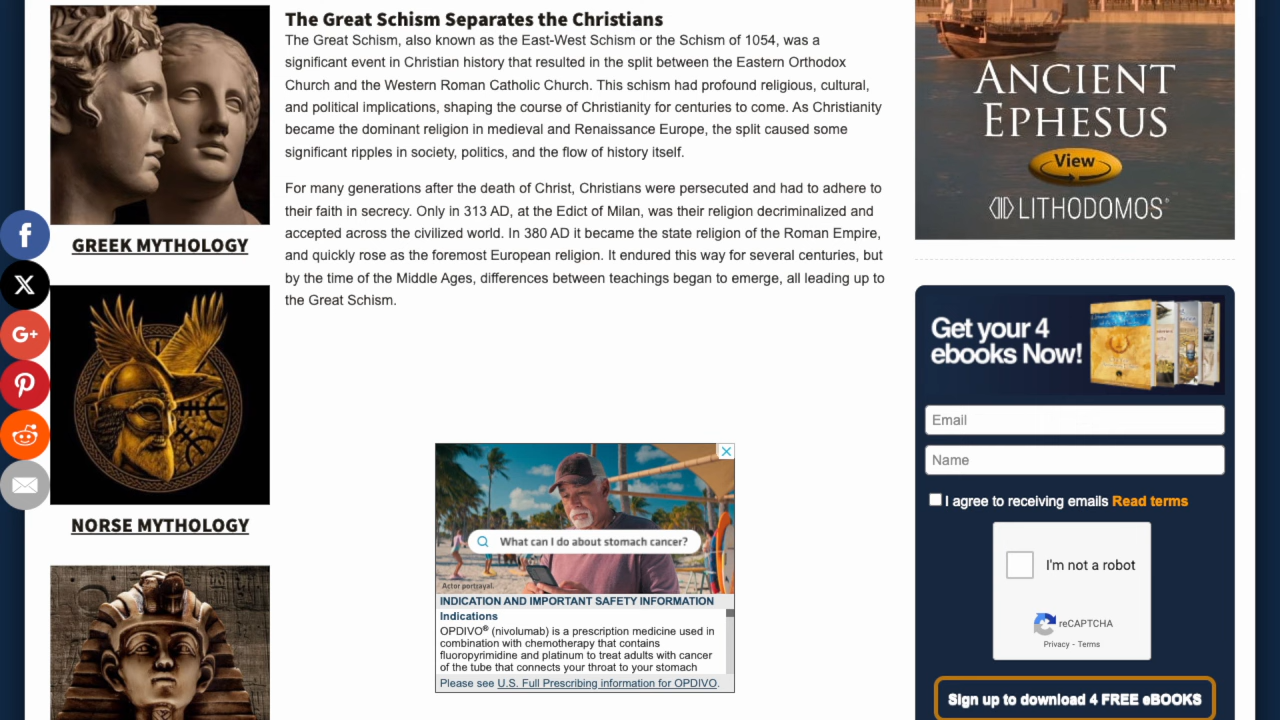 The Great Schism Separates the Christians
The Great Schism, also known as the East-West Schism or the Schism of 1054, was a
significant event in Christian history that resulted in the split between the Eastern Orthodox
Church and the Western Roman Catholic Church. This schism had profound religious, cultural,
and political implications, shaping the course of Christianity for centuries to come. As Christianity
became the dominant religion in medieval and Renaissance Europe, the split caused some
significant ripples in society, politics, and the flow of history itself.
For many generations after the death of Christ, Christians were persecuted and had to adhere to
their faith in secrecy. Only in 313 AD, at the Edict of Milan, was their religion decriminalized and
accepted across the civilized world. In 380 AD it became the state religion of the Roman Empire,
and quickly rose as the foremost European religion. It endured this way for several centuries, but
by the time of the Middle Ages, differences between teachings began to emerge, all leading up to
the Great Schism.
GREEK MYTHOLOGY
NORSE MYTHOLOGY
What can I do about stomach cancer?
Actor portrayal.
INDICATION AND IMPORTANT SAFETY INFORMATION
Indications
OPDIVO® (nivolumab) is a prescription medicine used in
combination with chemotherapy that contains
fluoropyrimidine and platinum to treat adults with cancer
of the tube that connects your throat to your stomach
Please see U.S. Full Prescribing information for OPDIVO.
ANCIENT
EPHESUS
View
LITHODOMOS
Get your 4
ebooks Now!
Email
Name
I agree to receiving emails Read terms
I'm not a robot
reCAPTCHA
Privacy - Terms
Sign up to download 4 FREE eBOOKS